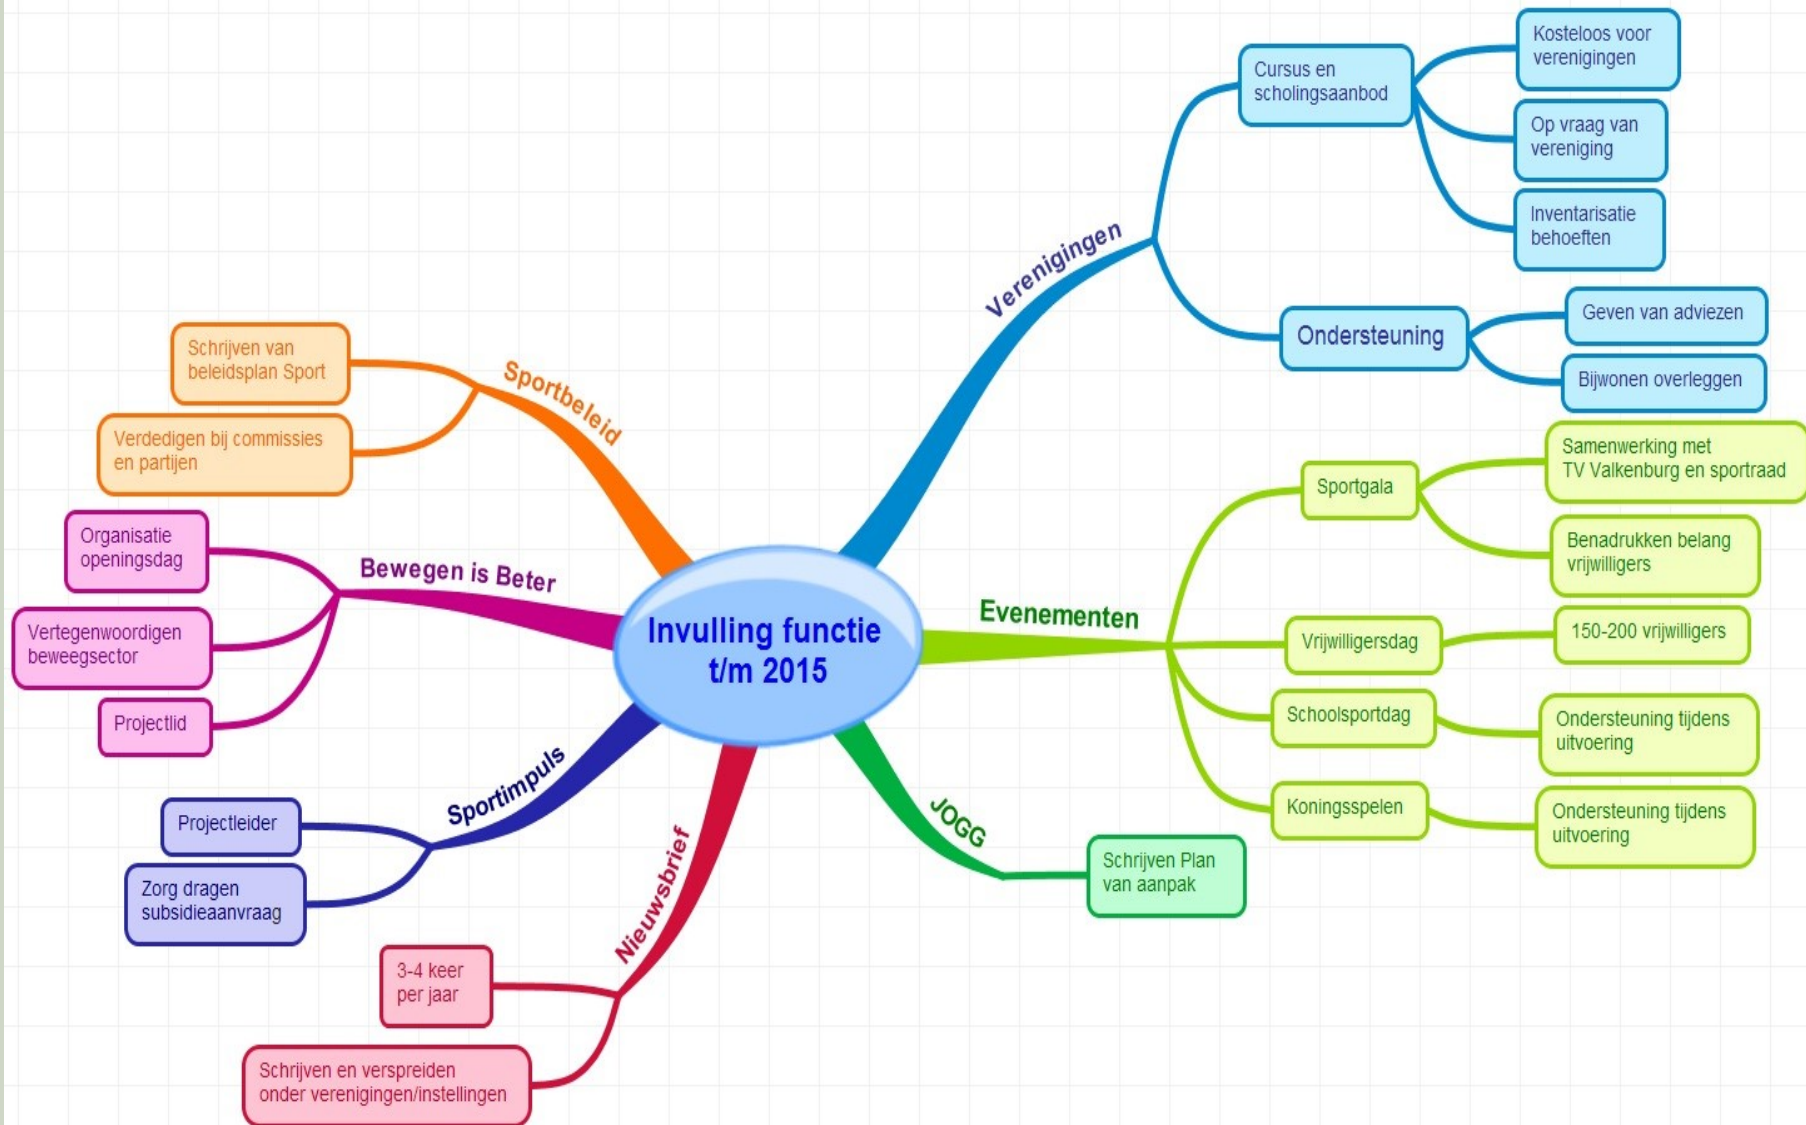 Invulling functie
t/m 2015
Verenigingen
Cursus en
scholingsaanbod
Kosteloos voor
verenigingen
Op vraag van
vereniging
Inventarisatie
behoeften
Ondersteuning
Geven van adviezen
Bijwonen overleggen
Evenementen
Sportgala
Samenwerking met
TV Valkenburg en sportraad
Benadrukken belang
vrijwilligers
Vrijwilligersdag
150-200 vrijwilligers
Schoolsportdag
Ondersteuning tijdens
uitvoering
Koningsspelen
Ondersteuning tijdens
uitvoering
JOGG
Schrijven Plan
van aanpak
Nieuwsbrief
3-4 keer
per jaar
Schrijven en verspreiden
onder verenigingen/instellingen
Sportimpuls
Projectleider
Zorg dragen
subsidieaanvraag
Bewegen is Beter
Organisatie
openingsdag
Vertegenwoordigen
beweegsector
Projectlid
Sportbeleid
Schrijven van
beleidsplan Sport
Verdedigen bij commissies
en partijen